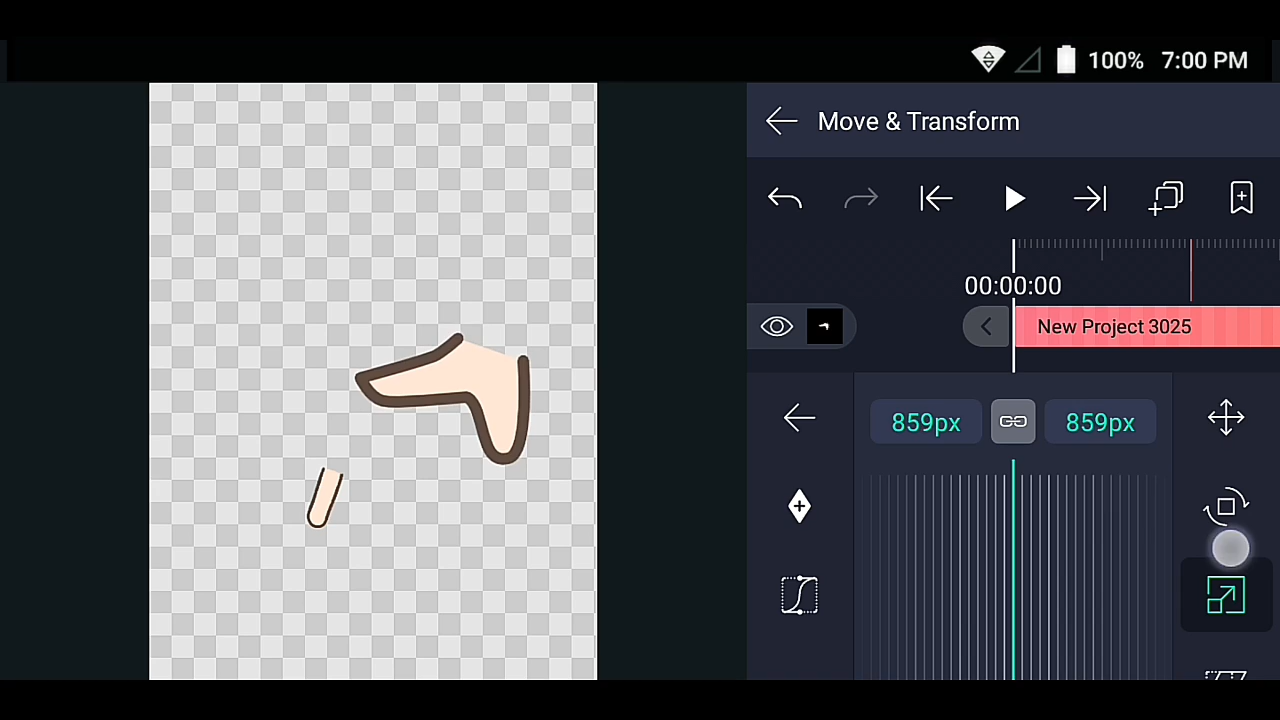 100% 7:00 PM
Move & Transform
00:00:00
New Project 3025
859px 859px